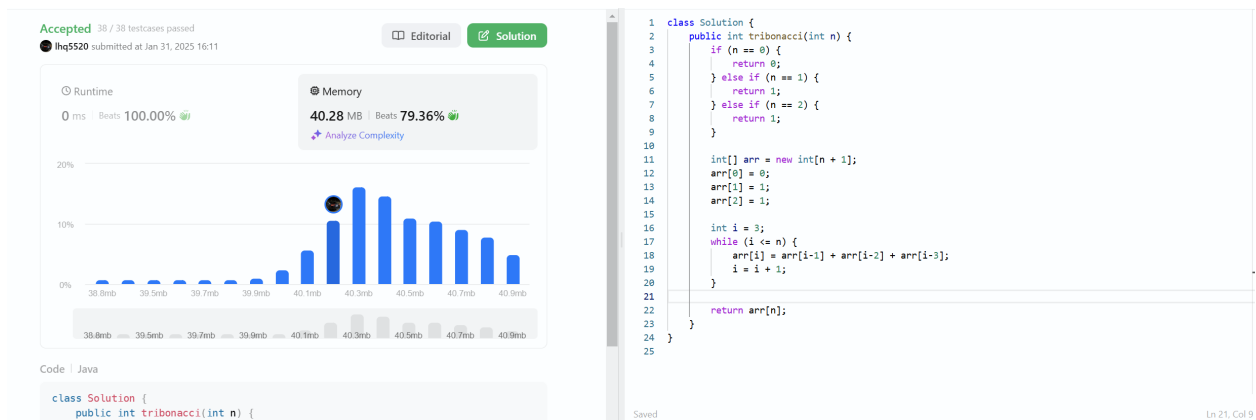 Accepted 38 / 38 testcases passed
lhq5520 submitted at Jan 31, 2025 16:11
Editorial
Solution
Runtime
0 ms | Beats 100.00%
Memory
40.28 MB | Beats 79.36%
Analyze Complexity
20%
10%
0%
38.8mb 39.5mb 39.7mb 39.9mb 40.1mb 40.3mb 40.5mb 40.7mb 40.9mb
38.8mb 39.5mb 39.7mb 39.9mb 40.1mb 40.3mb 40.5mb 40.7mb 40.9mb
Code | Java
class Solution {
    public int tribonacci(int n) {
1 class Solution {
2     public int tribonacci(int n) {
3         if (n == 0) {
4             return 0;
5         } else if (n == 1) {
6             return 1;
7         } else if (n == 2) {
8             return 1;
9         }
10
11         int[] arr = new int[n + 1];
12         arr[0] = 0;
13         arr[1] = 1;
14         arr[2] = 1;
15
16         int i = 3;
17         while (i <= n) {
18             arr[i] = arr[i-1] + arr[i-2] + arr[i-3];
19             i = i + 1;
20         }
21
22         return arr[n];
23     }
24 }
25
Saved
Ln 21, Col 9